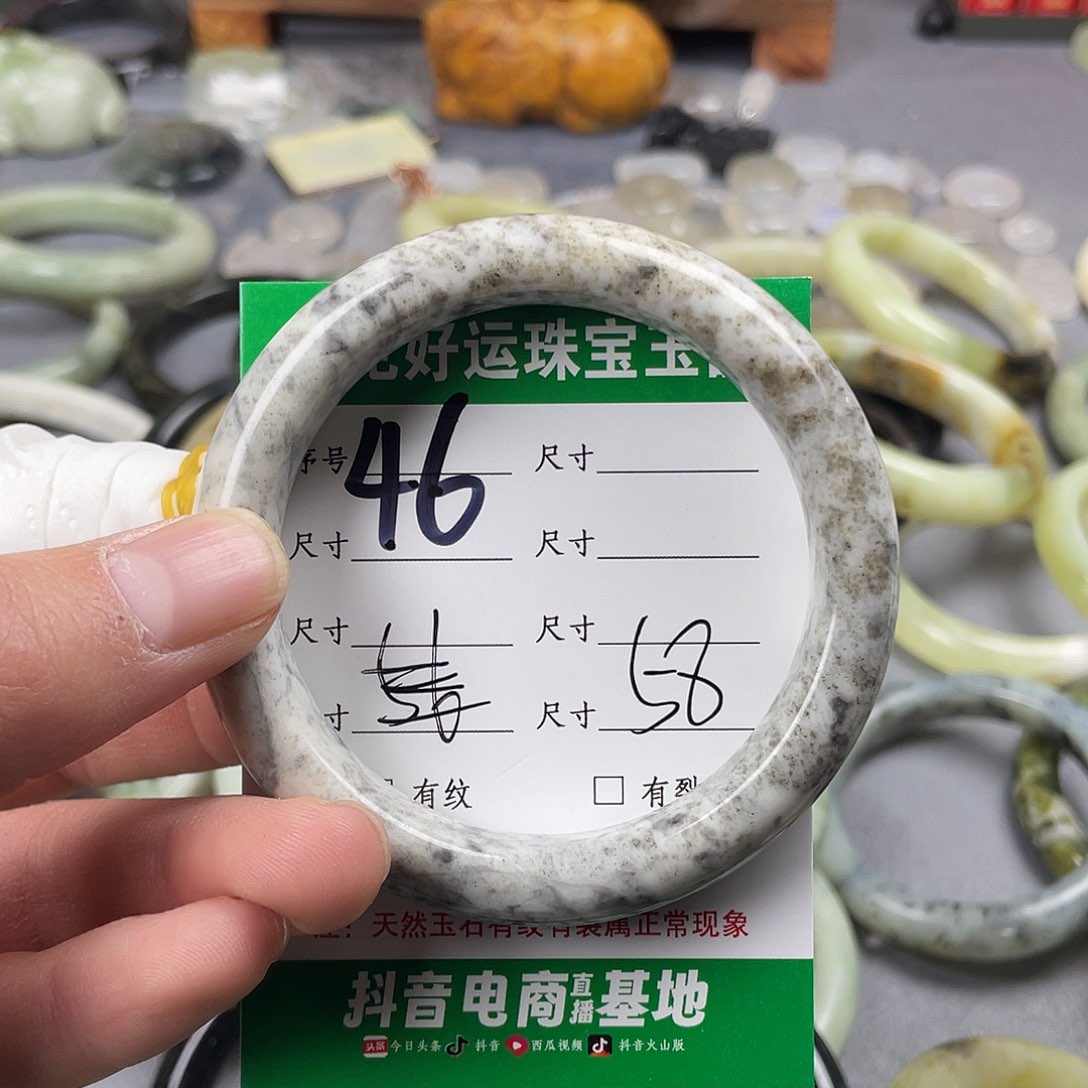 好运珠宝玉
序号 46 尺寸
尺寸 尺寸
尺寸 尺寸
寸 尺寸 58
有纹 □ 有裂
注：天然玉石有纹有裂属正常现象
抖音电商直播基地
头条 今日头条 抖音 西瓜视频 抖音火山版